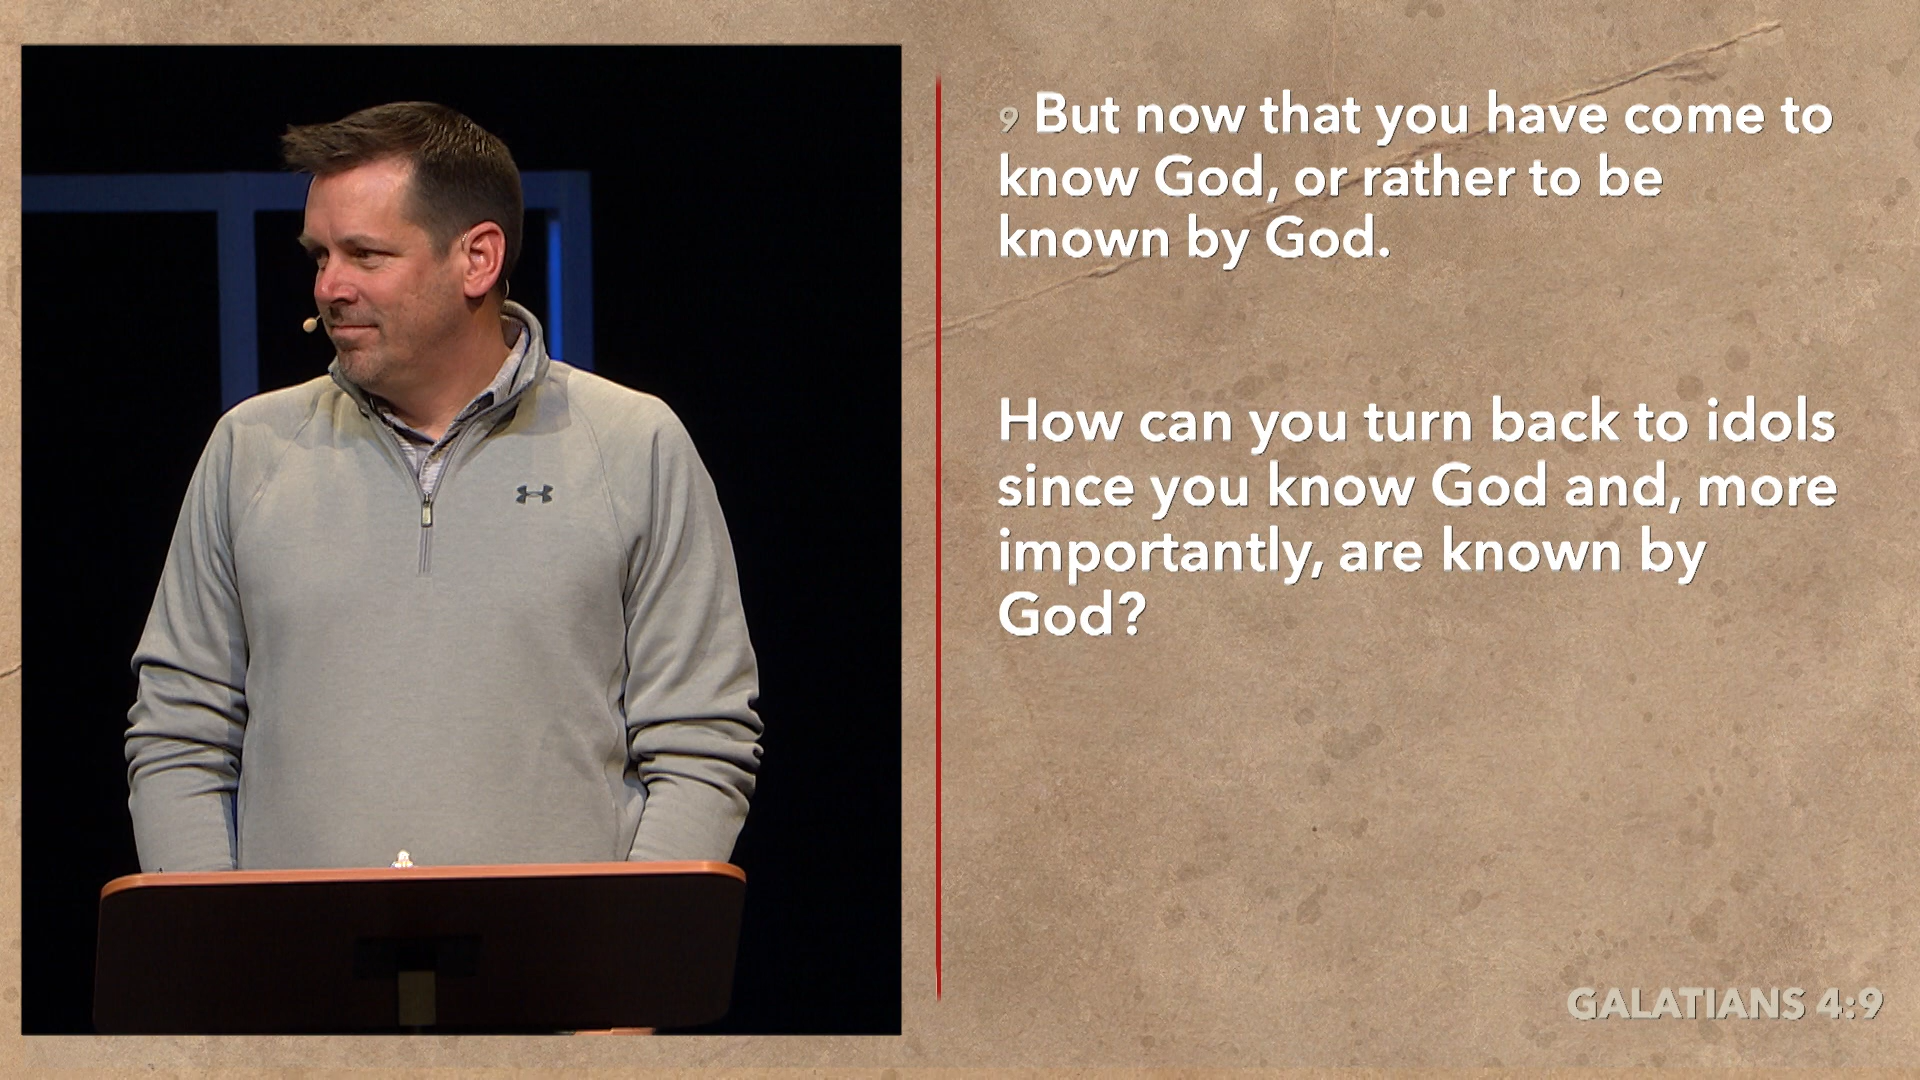 9 But now that you have come to
know God, or rather to be
known by God.
How can you turn back to idols
since you know God and, more
importantly, are known by
God?
GALATIANS 4:9